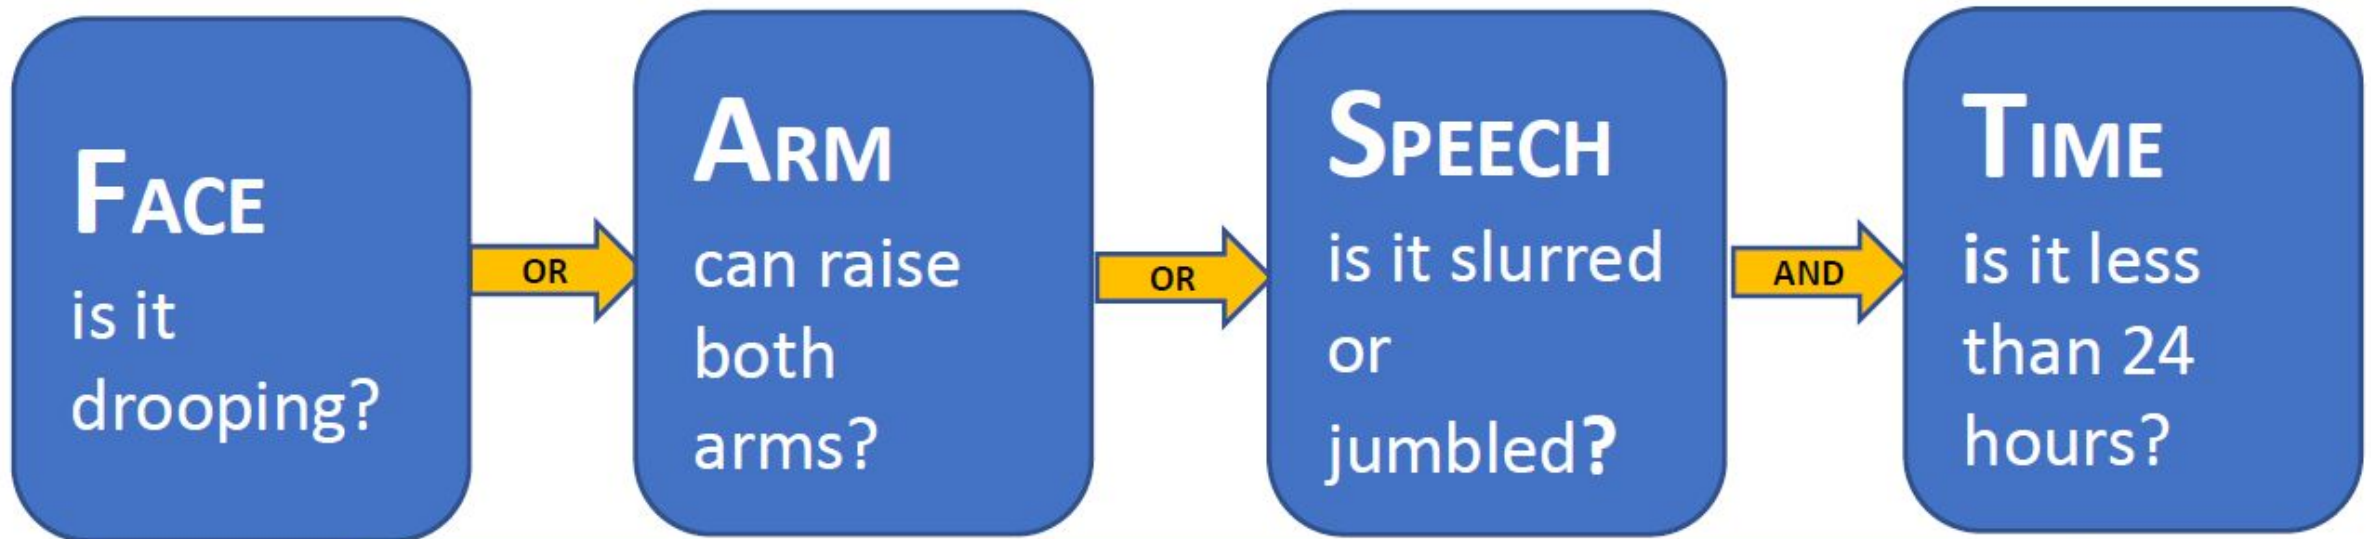 FACE
is it
drooping?
OR
ARM
can raise
both
arms?
OR
SPEECH
is it slurred
or
jumbled?
AND
TIME
is it less
than 24
hours?